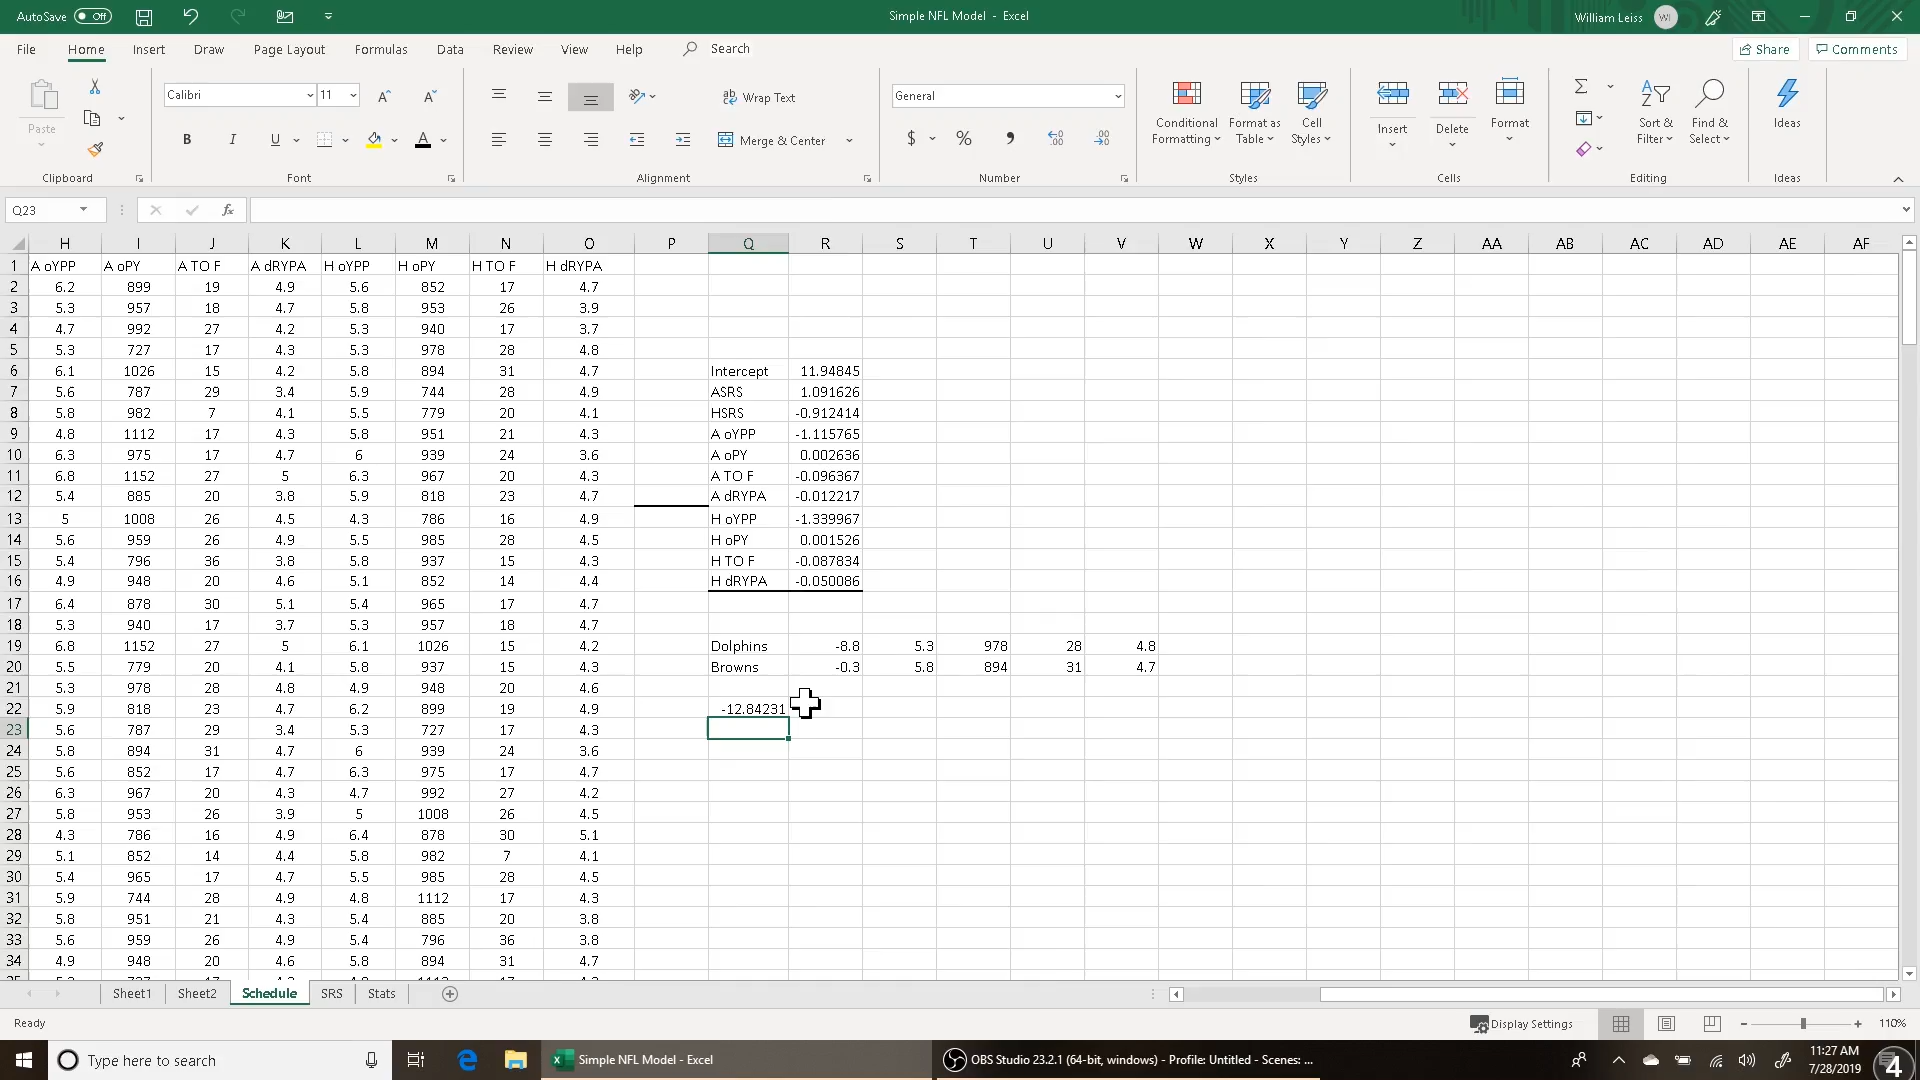 AutoSave Off Simple NFL Model - Excel William Leiss WI
File Home Insert Draw Page Layout Formulas Data Review View Help Search Share Comments
Paste Calibri 11 Wrap Text General Conditional Formatting Format as Table Cell Styles Insert Delete Format Sort & Filter Find & Select Ideas
B I U Merge & Center $ % ,
Clipboard Font Alignment Number Styles Cells Editing Ideas
Q23 fx
H I J K L M N O P Q R S T U V W X Y Z AA AB AC AD AE AF
1 A oYPP A oPY A TO F A dRYPA H oYPP H oPY H TO F H dRYPA
2 6.2 899 19 4.9 5.6 852 17 4.7
3 5.3 957 18 4.7 5.8 953 26 3.9
4 4.7 992 27 4.2 5.3 940 17 3.7
5 5.3 727 17 4.3 5.3 978 28 4.8
6 6.1 1026 15 4.2 5.8 894 31 4.7 Intercept 11.94845
7 5.6 787 29 3.4 5.9 744 28 4.9 ASRS 1.091626
8 5.8 982 7 4.1 5.5 779 20 4.1 HSRS -0.912414
9 4.8 1112 17 4.3 5.8 951 21 4.3 A oYPP -1.115765
10 6.3 975 17 4.7 6 939 24 3.6 A oPY 0.002636
11 6.8 1152 27 5 6.3 967 20 4.3 A TO F -0.096367
12 5.4 885 20 3.8 5.9 818 23 4.7 A dRYPA -0.012217
13 5 1008 26 4.5 4.3 786 16 4.9 H oYPP -1.339967
14 5.6 959 26 4.9 5.5 985 28 4.5 H oPY 0.001526
15 5.4 796 36 3.8 5.8 937 15 4.3 H TO F -0.087834
16 4.9 948 20 4.6 5.1 852 14 4.4 H dRYPA -0.050086
17 6.4 878 30 5.1 5.4 965 17 4.7
18 5.3 940 17 3.7 5.3 957 18 4.7
19 6.8 1152 27 5 6.1 1026 15 4.2 Dolphins -8.8 5.3 978 28 4.8
20 5.5 779 20 4.1 5.8 937 15 4.3 Browns -0.3 5.8 894 31 4.7
21 5.3 978 28 4.8 4.9 948 20 4.6
22 5.9 818 23 4.7 6.2 899 19 4.9 -12.84231
23 5.6 787 29 3.4 5.3 727 17 4.3
24 5.8 894 31 4.7 6 939 24 3.6
25 5.6 852 17 4.7 6.3 975 17 4.7
26 6.3 967 20 4.3 4.7 992 27 4.2
27 5.8 953 26 3.9 5 1008 26 4.5
28 4.3 786 16 4.9 6.4 878 30 5.1
29 5.1 852 14 4.4 5.8 982 7 4.1
30 5.4 965 17 4.7 5.5 985 28 4.5
31 5.9 744 28 4.9 4.8 1112 17 4.3
32 5.8 951 21 4.3 5.4 885 20 3.8
33 5.6 959 26 4.9 5.4 796 36 3.8
34 4.9 948 20 4.6 5.8 894 31 4.7
Sheet1 Sheet2 Schedule SRS Stats
Ready Display Settings 110%
Type here to search Simple NFL Model - Excel OBS Studio 23.2.1 (64-bit, windows) - Profile: Untitled - Scenes: ... 11:27 AM
7/28/2019 4